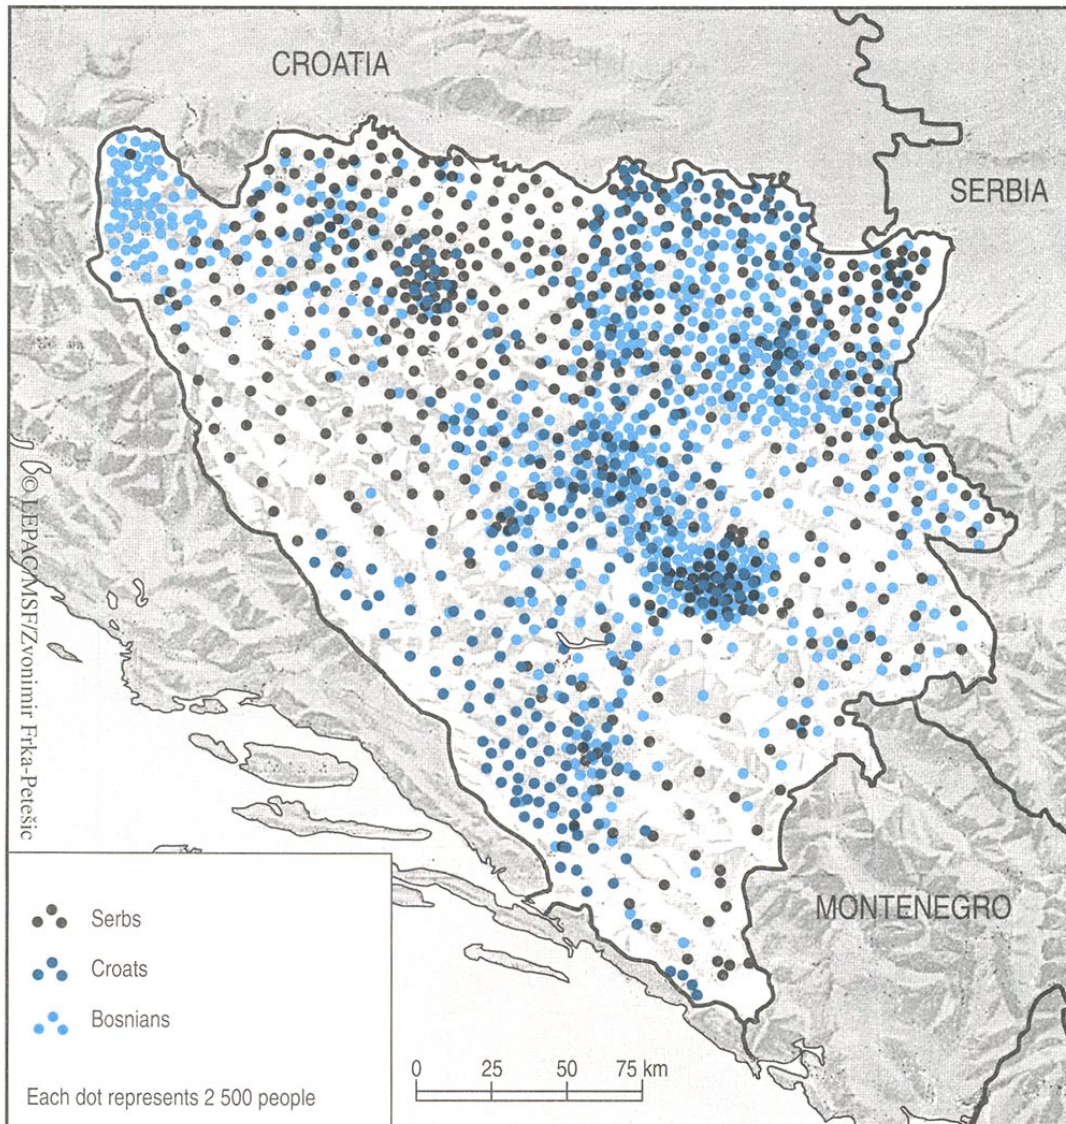 CROATIA
SERBIA
© LEPAC/MSF/Zvonimir Frka-Petešic
MONTENEGRO
Serbs
Croats
Bosnians
Each dot represents 2 500 people
0 25 50 75 km